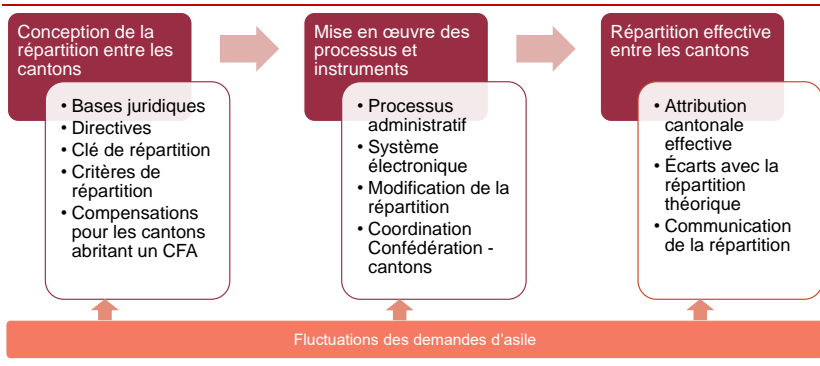 Conception de la
répartition entre les
cantons
• Bases juridiques
• Directives
• Clé de répartition
• Critères de
répartition
• Compensations
pour les cantons
abritant un CFA
Mise en œuvre des
processus et
instruments
• Processus
administratif
• Système
électronique
• Modification de la
répartition
• Coordination
Confédération -
cantons
Répartition effective
entre les cantons
• Attribution
cantonale
effective
• Écarts avec la
répartition
théorique
• Communication
de la répartition
Fluctuations des demandes d'asile